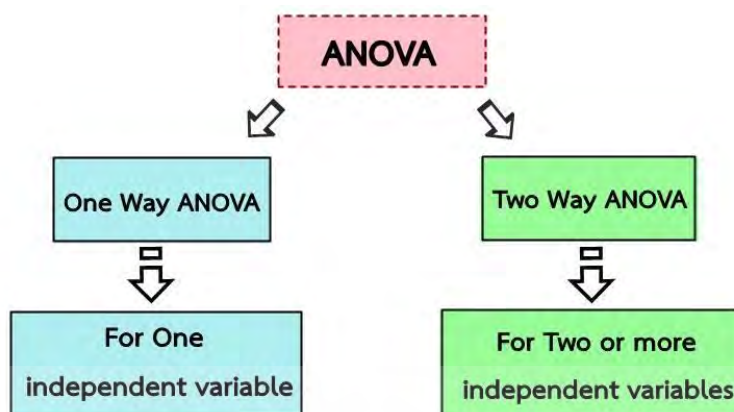 ANOVA
One Way ANOVA
Two Way ANOVA
For One
independent variable
For Two or more
independent variables